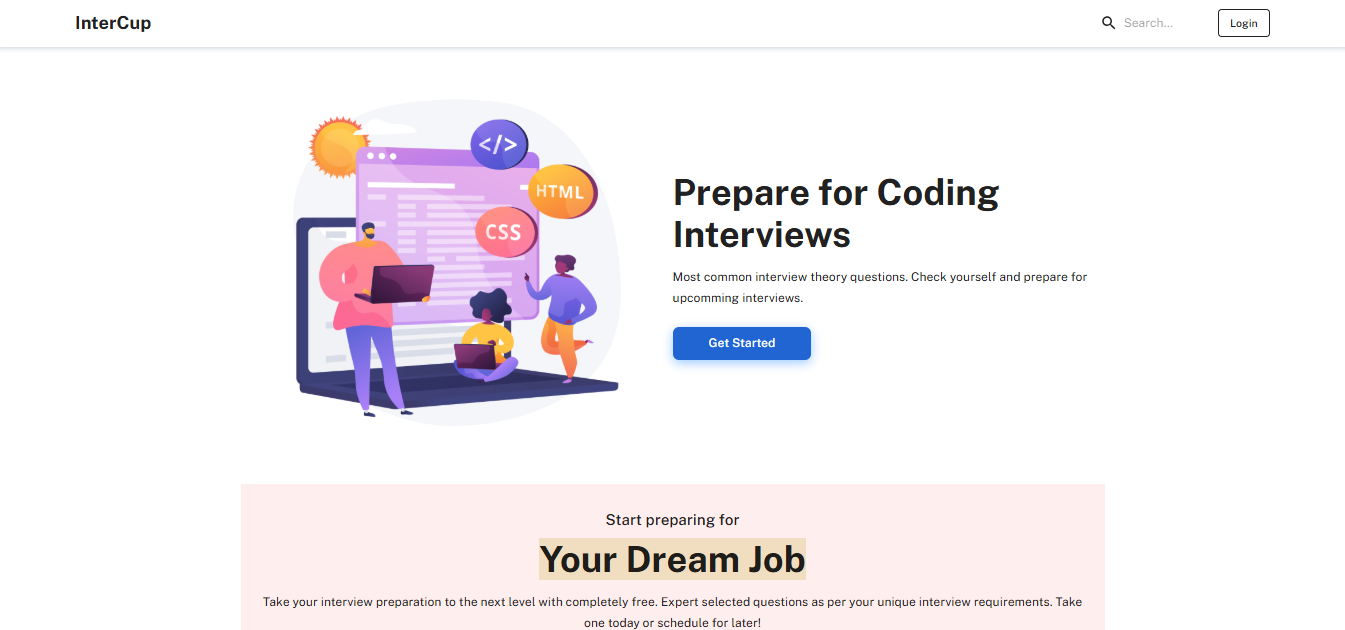 InterCup
Search...
Login
</>
HTML
CSS
Prepare for Coding
Interviews
Most common interview theory questions. Check yourself and prepare for
upcomming interviews.
Get Started
Start preparing for
Your Dream Job
Take your interview preparation to the next level with completely free. Expert selected questions as per your unique interview requirements. Take
one today or schedule for later!